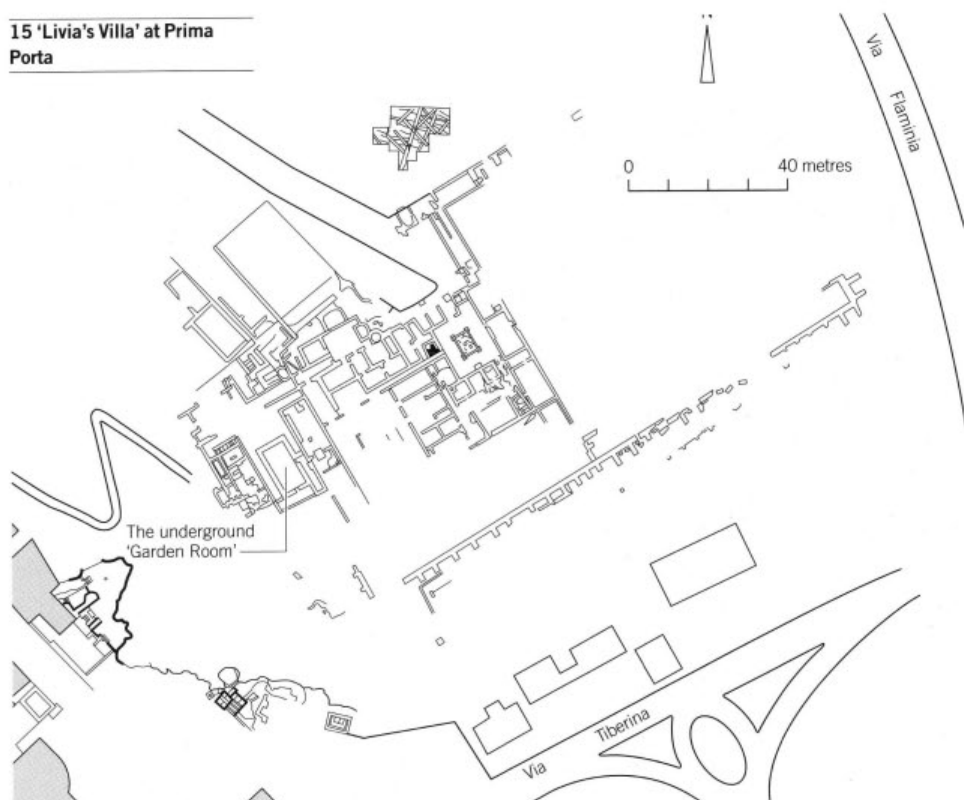 15 ‘Livia’s Villa’ at Prima
Porta
N
0 40 metres
Via
Flaminia
The underground
‘Garden Room’
Via
Tiberina